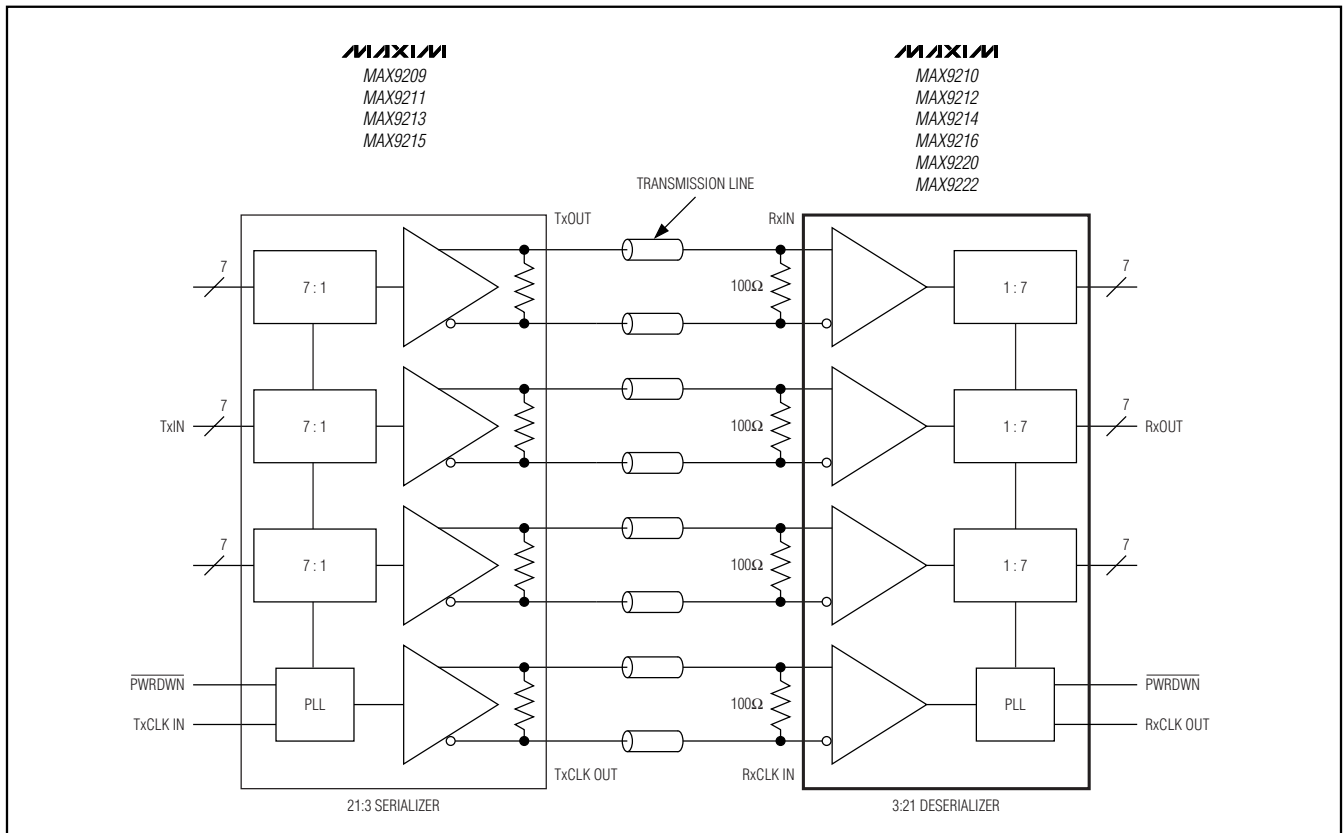 MAXIM
MAX9209
MAX9211
MAX9213
MAX9215
MAXIM
MAX9210
MAX9212
MAX9214
MAX9216
MAX9220
MAX9222
TRANSMISSION LINE
TxOUT
RxIN
7
7 : 1
100Ω
1 : 7
7
7
TxIN
7 : 1
100Ω
1 : 7
7
RxOUT
7
7 : 1
100Ω
1 : 7
7
PWRDWN
TxCLK IN
PLL
100Ω
PLL
PWRDWN
RxCLK OUT
TxCLK OUT
RxCLK IN
21:3 SERIALIZER
3:21 DESERIALIZER